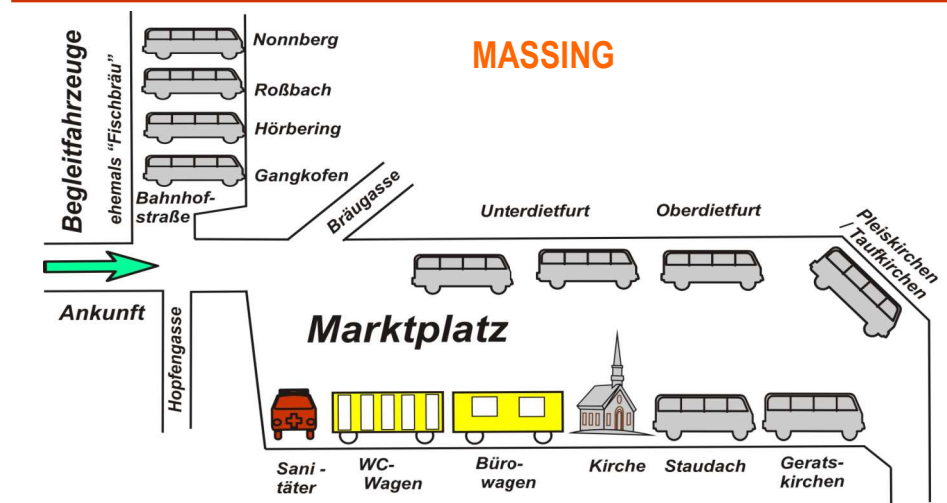 MASSING
Begleitfahrzeuge
ehemals "Fischbräu"
Nonnberg
Roßbach
Hörbering
Gangkofen
Bahnhof-
straße
Bräugasse
Unterdietfurt
Oberdietfurt
Pleiskirchen
/ Taufkirchen
Ankunft
Hopfengasse
Marktplatz
Sani -
täter
WC-
Wagen
Büro-
wagen
Kirche
Staudach
Gerats-
kirchen